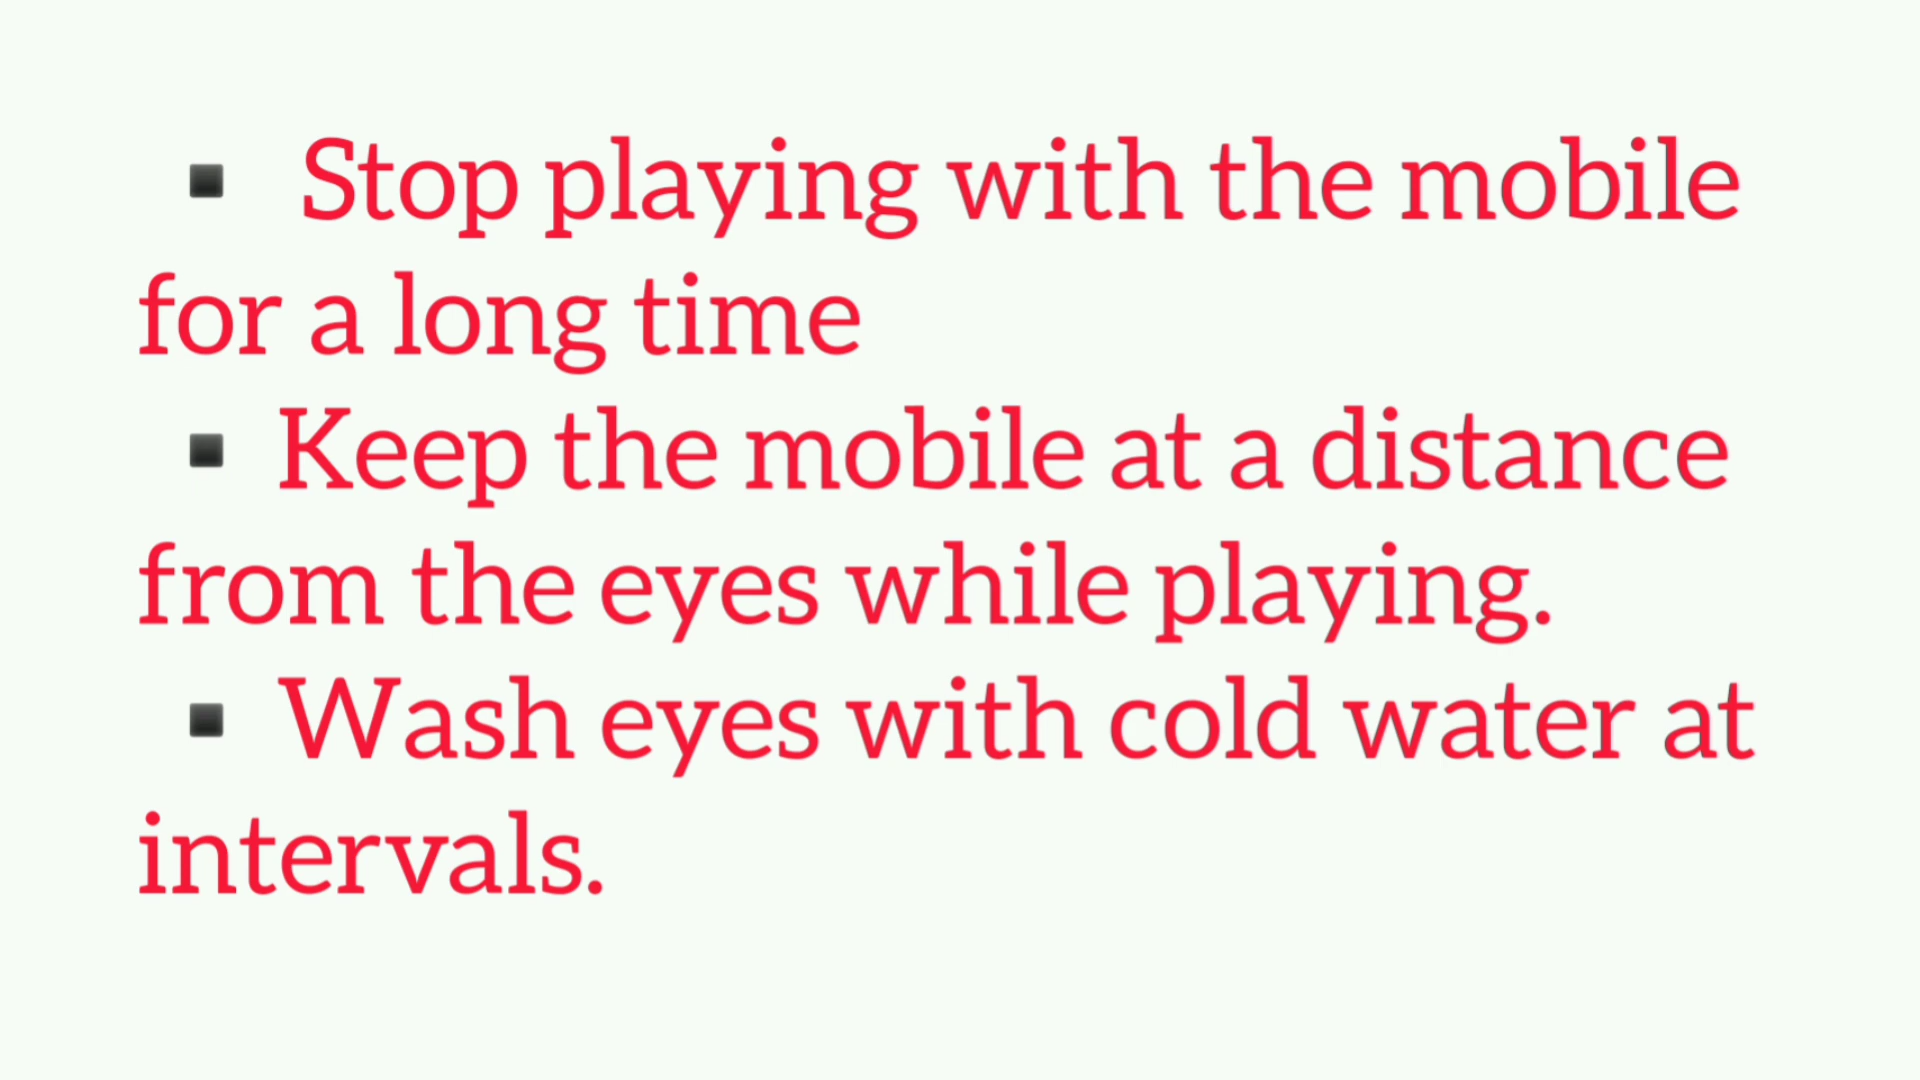 ▪ Stop playing with the mobile
for a long time
▪ Keep the mobile at a distance
from the eyes while playing.
▪ Wash eyes with cold water at
intervals.